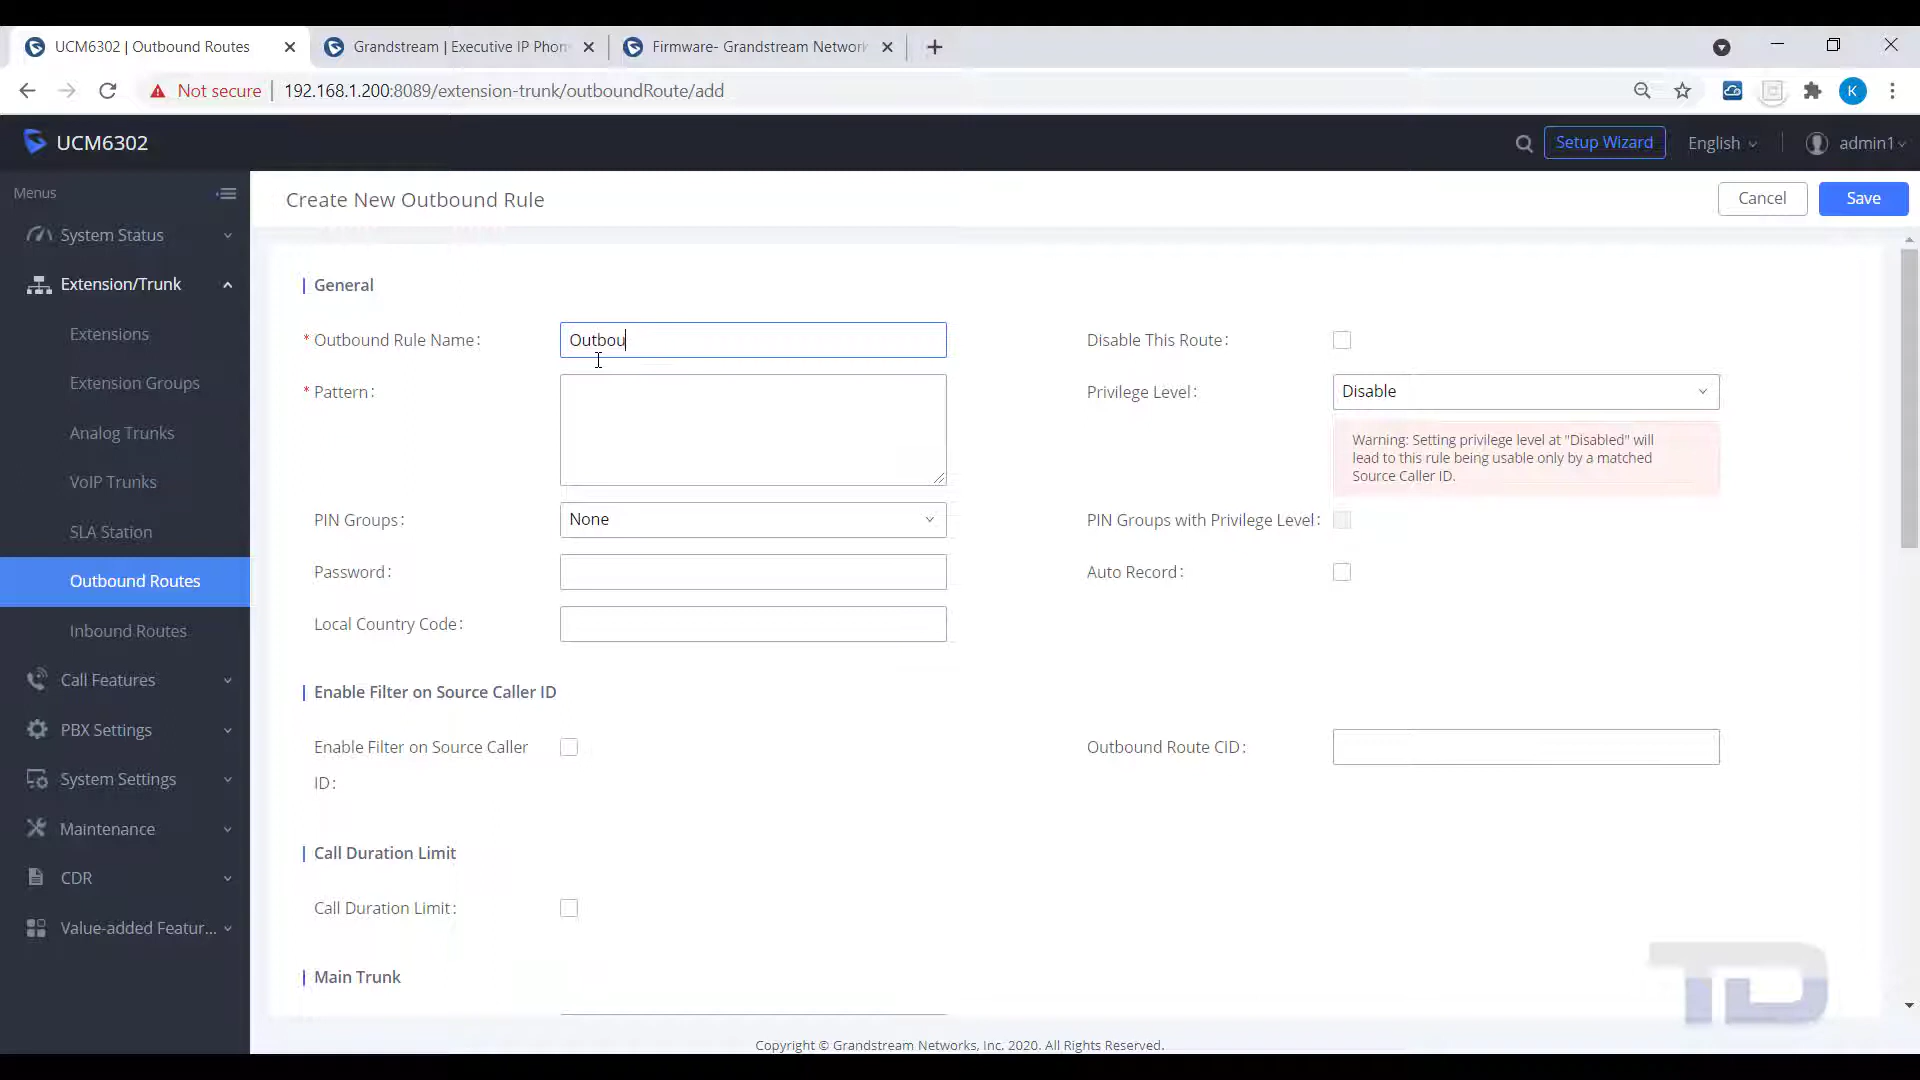 UCM6302 | Outbound Routes
Grandstream | Executive IP Phon
Firmware- Grandstream Network
Not secure
192.168.1.200:8089/extension-trunk/outboundRoute/add
K
UCM6302
Setup Wizard
English
admin1
Menus
System Status
Extension/Trunk
Extensions
Extension Groups
Analog Trunks
VoIP Trunks
SLA Station
Outbound Routes
Inbound Routes
Call Features
PBX Settings
System Settings
Maintenance
CDR
Value-added Featur...
Create New Outbound Rule
Cancel
Save
General
* Outbound Rule Name:
Outbou
Disable This Route:
* Pattern:
Privilege Level:
Disable
Warning: Setting privilege level at "Disabled" will
lead to this rule being usable only by a matched
Source Caller ID.
PIN Groups:
None
PIN Groups with Privilege Level:
Password:
Auto Record:
Local Country Code:
Enable Filter on Source Caller ID
Enable Filter on Source Caller
ID:
Outbound Route CID:
Call Duration Limit
Call Duration Limit:
Main Trunk
TD
Copyright © Grandstream Networks, Inc. 2020. All Rights Reserved.